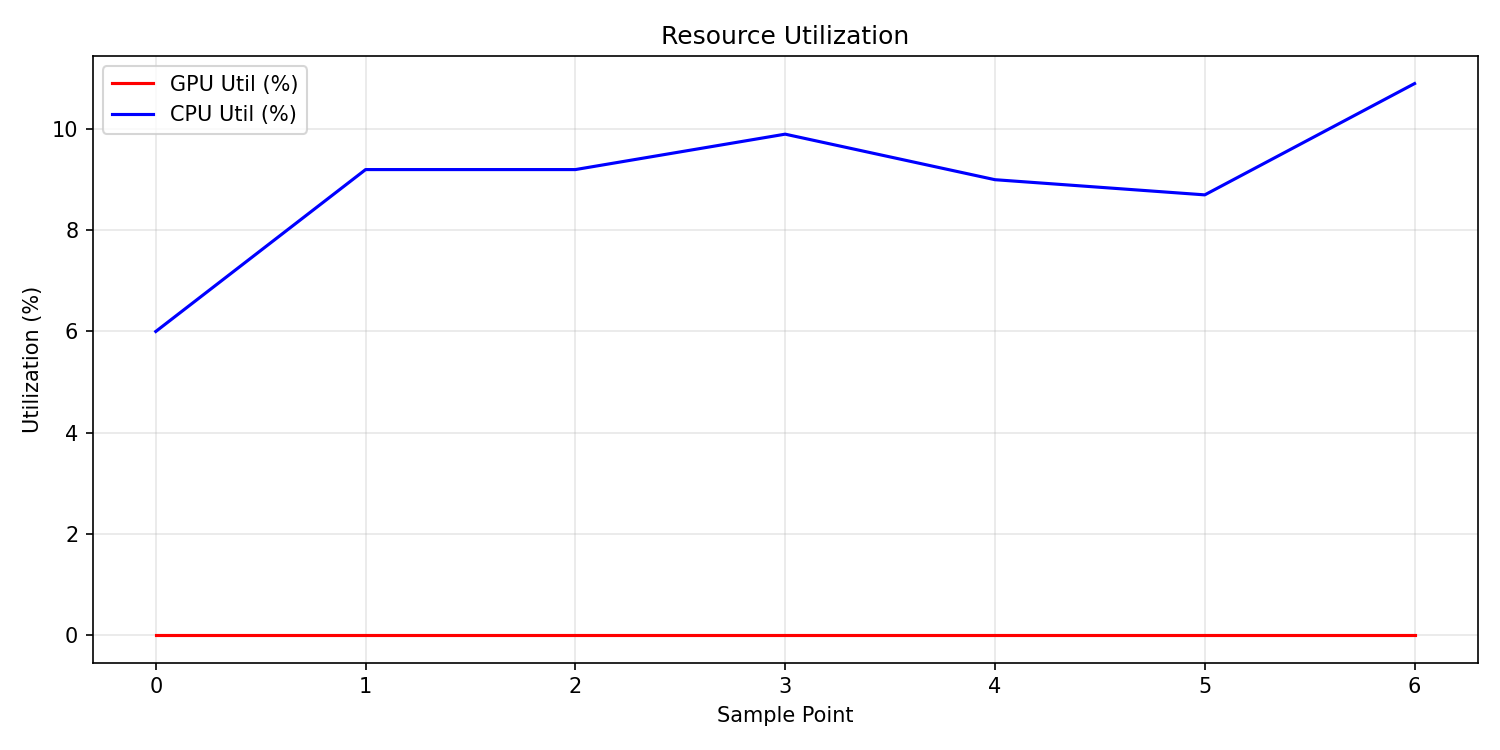 Resource Utilization
GPU Util (%)
CPU Util (%)
Utilization (%)
10
8
6
4
2
0
0 1 2 3 4 5 6
Sample Point